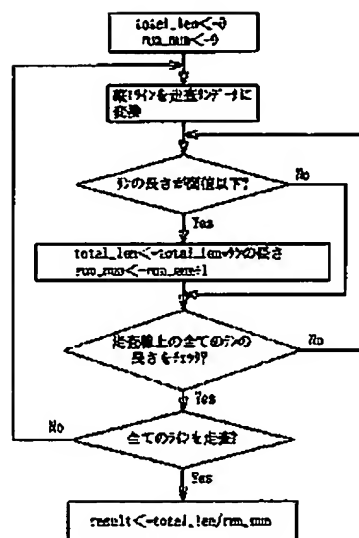 total_len<-0
run_num<-0
縦1ラインを走査ランデータに
変換
ランの長さが閾値以下?
No
Yes
total_len<-total_len+ランの長さ
run_num<-run_num+1
走査線上の全てのランの
長さをチェック?
No
Yes
No
全てのラインを走査?
Yes
result<-total_len/run_num